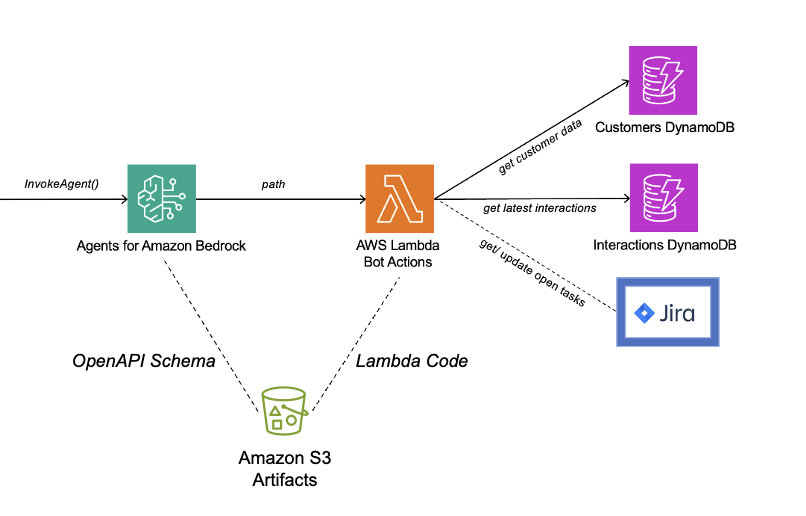 Customers DynamoDB
get customer data
InvokeAgent()
path
get latest interactions
Agents for Amazon Bedrock
AWS Lambda
Bot Actions
Interactions DynamoDB
get/ update open tasks
Jira
OpenAPI Schema
Lambda Code
Amazon S3
Artifacts